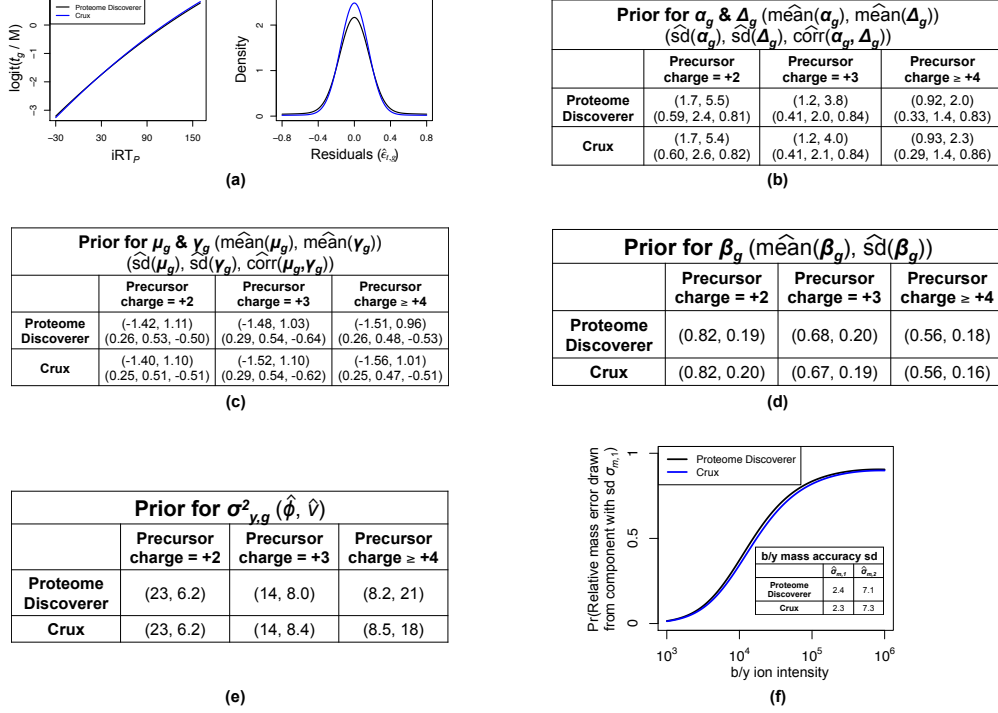 Proteome Discoverer
Crux
logit(t_g / M)
0
−1
−2
−3
−30 30 90 150
iRT_P
Density
2
1
0
−0.8 −0.4 0.0 0.4 0.8
Residuals (ε̂_{t,g})
(a)
Prior for α_g & Δ_g (mean̂(α_g), mean̂(Δ_g))
(sd̂(α_g), sd̂(Δ_g), corr̂(α_g, Δ_g))
Precursor charge = +2 Precursor charge = +3 Precursor charge ≥ +4
Proteome Discoverer (1.7, 5.5) (1.2, 3.8) (0.92, 2.0)
(0.59, 2.4, 0.81) (0.41, 2.0, 0.84) (0.33, 1.4, 0.83)
Crux (1.7, 5.4) (1.2, 4.0) (0.93, 2.3)
(0.60, 2.6, 0.82) (0.41, 2.1, 0.84) (0.29, 1.4, 0.86)
(b)
Prior for μ_g & γ_g (mean̂(μ_g), mean̂(γ_g))
(sd̂(μ_g), sd̂(γ_g), corr̂(μ_g,γ_g))
Precursor charge = +2 Precursor charge = +3 Precursor charge ≥ +4
Proteome Discoverer (-1.42, 1.11) (-1.48, 1.03) (-1.51, 0.96)
(0.26, 0.53, -0.50) (0.29, 0.54, -0.64) (0.26, 0.48, -0.53)
Crux (-1.40, 1.10) (-1.52, 1.10) (-1.56, 1.01)
(0.25, 0.51, -0.51) (0.29, 0.54, -0.62) (0.25, 0.47, -0.51)
(c)
Prior for β_g (mean̂(β_g), sd̂(β_g))
Precursor charge = +2 Precursor charge = +3 Precursor charge ≥ +4
Proteome Discoverer (0.82, 0.19) (0.68, 0.20) (0.56, 0.18)
Crux (0.82, 0.20) (0.67, 0.19) (0.56, 0.16)
(d)
Prior for σ²_{y,g} (φ̂, ν̂)
Precursor charge = +2 Precursor charge = +3 Precursor charge ≥ +4
Proteome Discoverer (23, 6.2) (14, 8.0) (8.2, 21)
Crux (23, 6.2) (14, 8.4) (8.5, 18)
(e)
Pr(Relative mass error drawn
from component with sd σ_{m,1})
1
0.5
0
Proteome Discoverer
Crux
b/y mass accuracy sd
σ̂_{m,1} σ̂_{m,2}
Proteome Discoverer 2.4 7.1
Crux 2.3 7.3
10³ 10⁴ 10⁵ 10⁶
b/y ion intensity
(f)